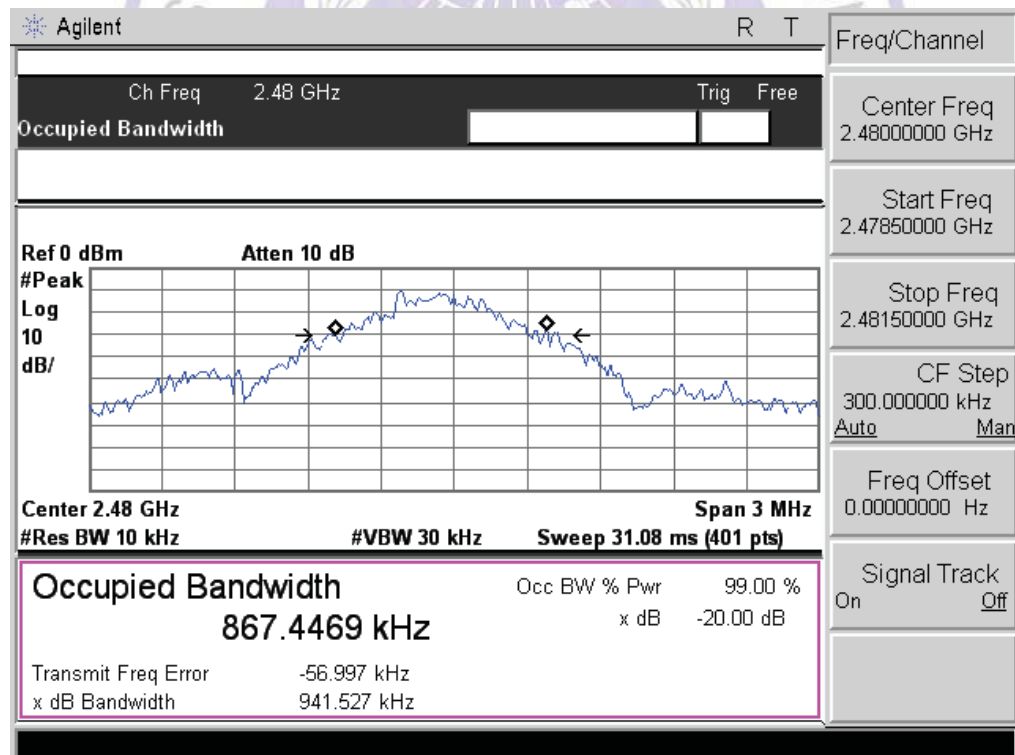 Agilent
R T
Ch Freq 2.48 GHz Trig Free
Occupied Bandwidth
Ref 0 dBm Atten 10 dB
#Peak
Log
10
dB/
Center 2.48 GHz Span 3 MHz
#Res BW 10 kHz #VBW 30 kHz Sweep 31.08 ms (401 pts)
Occupied Bandwidth
867.4469 kHz
Occ BW % Pwr 99.00 %
x dB -20.00 dB
Transmit Freq Error -56.997 kHz
x dB Bandwidth 941.527 kHz
Freq/Channel
Center Freq
2.48000000 GHz
Start Freq
2.47850000 GHz
Stop Freq
2.48150000 GHz
CF Step
300.000000 kHz
Auto Man
Freq Offset
0.00000000 Hz
Signal Track
On Off